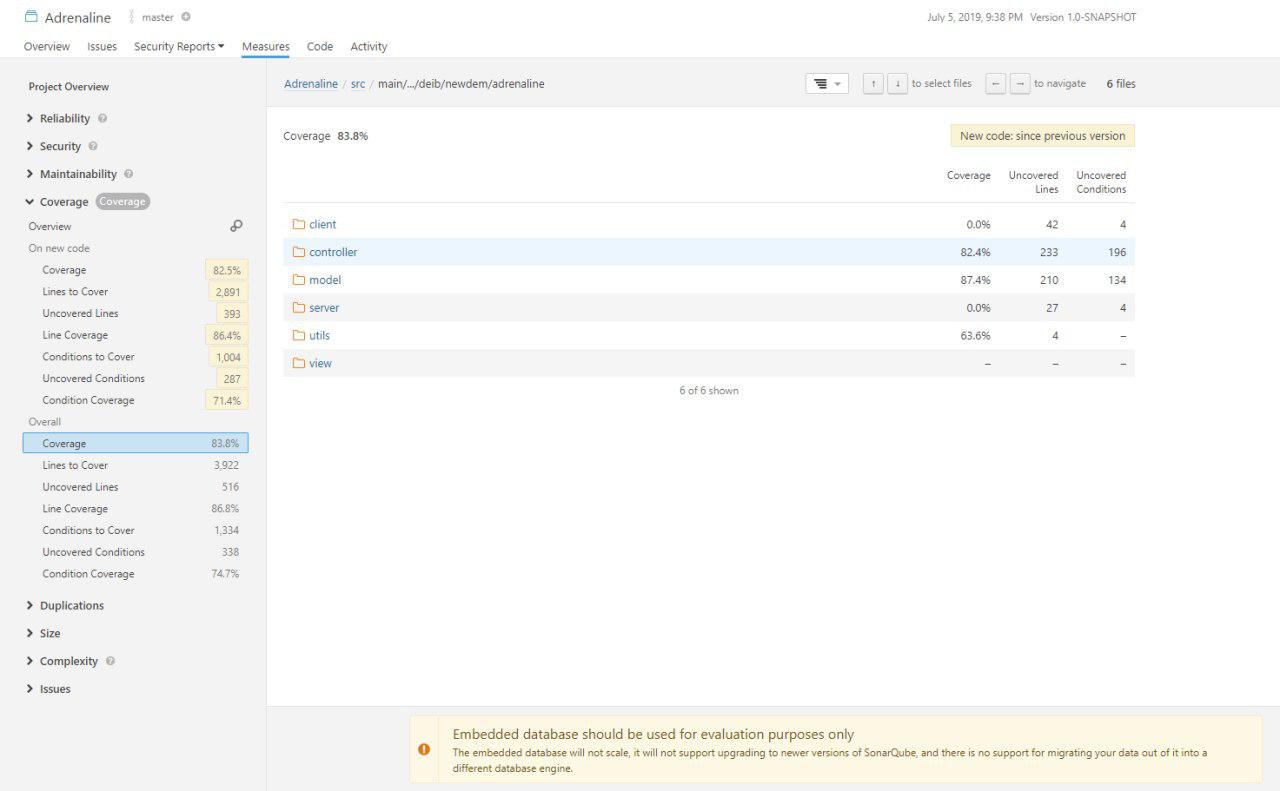 Adrenaline master July 5, 2019, 9:38 PM Version 1.0-SNAPSHOT
Overview Issues Security Reports Measures Code Activity
Project Overview
Reliability ?
Security ?
Maintainability ?
Coverage Coverage
Overview
On new code
Coverage 82.5%
Lines to Cover 2,891
Uncovered Lines 393
Line Coverage 86.4%
Conditions to Cover 1,004
Uncovered Conditions 287
Condition Coverage 71.4%
Overall
Coverage 83.8%
Lines to Cover 3,922
Uncovered Lines 516
Line Coverage 86.8%
Conditions to Cover 1,334
Uncovered Conditions 338
Condition Coverage 74.7%
Duplications
Size
Complexity ?
Issues
Adrenaline / src / main/.../deib/newdem/adrenaline ↑ ↓ to select files ← → to navigate 6 files
Coverage 83.8% New code: since previous version
Coverage Uncovered Lines Uncovered Conditions
client 0.0% 42 4
controller 82.4% 233 196
model 87.4% 210 134
server 0.0% 27 4
utils 63.6% 4 –
view – – –
6 of 6 shown
Embedded database should be used for evaluation purposes only
The embedded database will not scale, it will not support upgrading to newer versions of SonarQube, and there is no support for migrating your data out of it into a
different database engine.